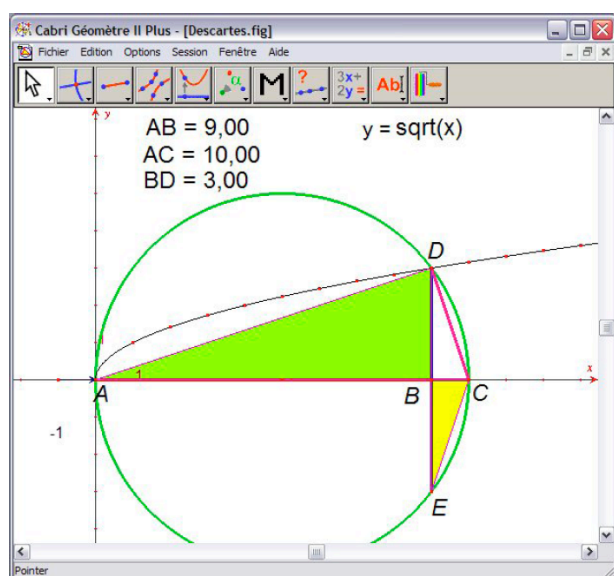 Cabri Géomètre II Plus - [Descartes.fig]
Fichier Edition Options Session Fenêtre Aide
α M ? 3x+ 2y= Ab
AB = 9,00
AC = 10,00
BD = 3,00
y = sqrt(x)
y
D
1
1
x
A
B
C
-1
E
Pointer